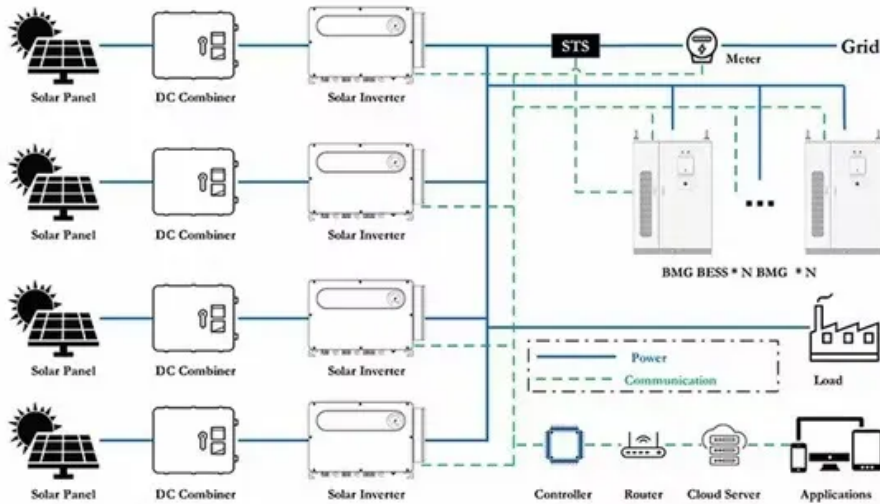 STS
Grid
Meter
Solar Panel
DC Combiner
Solar Inverter
Solar Panel
DC Combiner
Solar Inverter
BMG BESS * N BMG * N
Solar Panel
DC Combiner
Solar Inverter
Power
Communication
Load
Solar Panel
DC Combiner
Solar Inverter
Controller
Router
Cloud Server
Applications